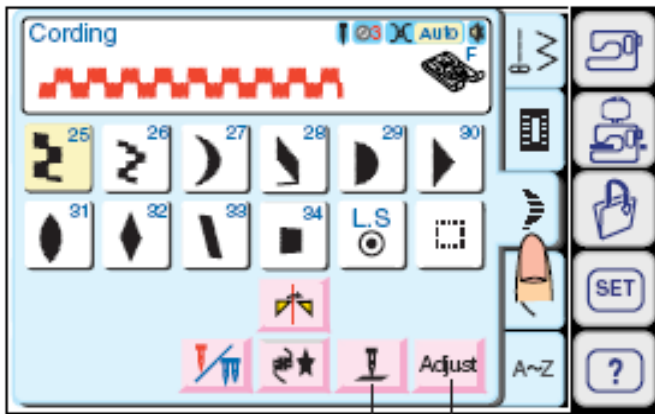 Cording
03 Auto
F
25 26 27 28 29 30
31 32 33 34 L.S
Adjust
A~Z
SET
?